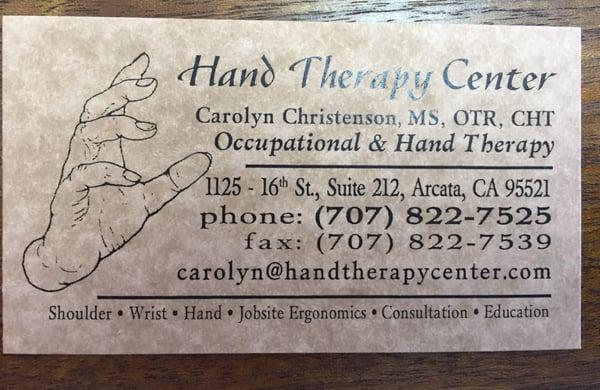 Hand Therapy Center
Carolyn Christenson, MS, OTR, CHT
Occupational & Hand Therapy
1125 - 16th St., Suite 212, Arcata, CA 95521
phone: (707) 822-7525
fax: (707) 822-7539
carolyn@handtherapycenter.com
Shoulder • Wrist • Hand • Jobsite Ergonomics • Consultation • Education